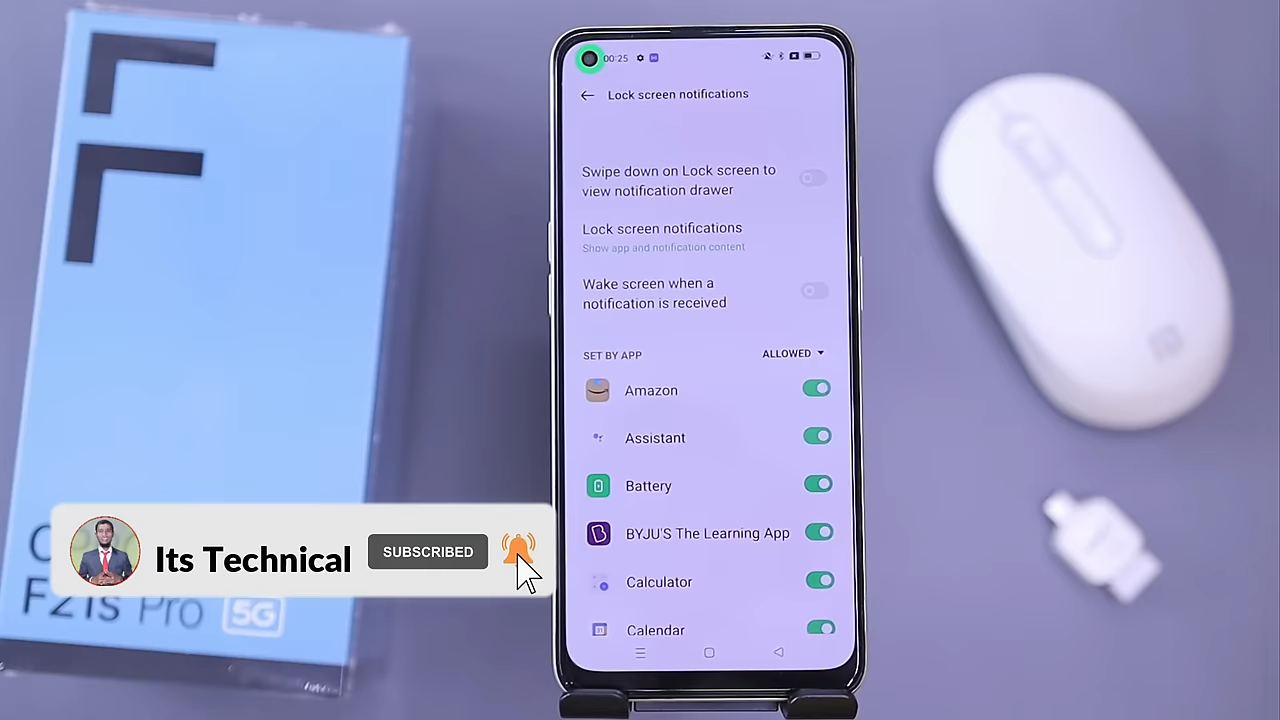 00:25
Lock screen notifications
Swipe down on Lock screen to
view notification drawer
Lock screen notifications
Show app and notification content
Wake screen when a
notification is received
SET BY APP
ALLOWED
Amazon
Assistant
Battery
BYJU'S The Learning App
Calculator
Calendar
Its Technical
SUBSCRIBED
F21s Pro 5G